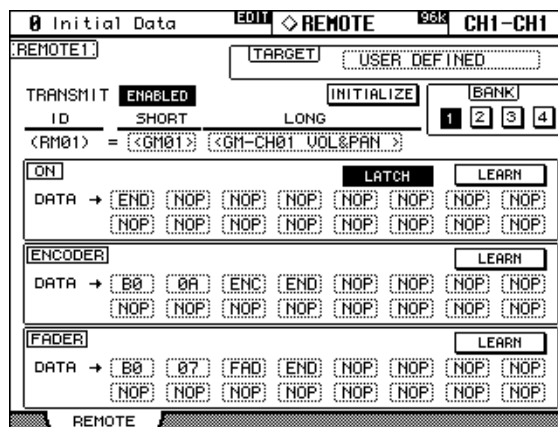 0 Initial Data EDIT ◇REMOTE 96K CH1-CH1
REMOTE1
TARGET USER DEFINED
TRANSMIT ENABLED INITIALIZE BANK
ID SHORT LONG 1 2 3 4
(RM01) = <GM01> <GM-CH01 VOL&PAN >
ON LATCH LEARN
DATA → END NOP NOP NOP NOP NOP NOP NOP
NOP NOP NOP NOP NOP NOP NOP NOP
ENCODER LEARN
DATA → B0 0A ENC END NOP NOP NOP NOP
NOP NOP NOP NOP NOP NOP NOP NOP
FADER LEARN
DATA → B0 07 FAD END NOP NOP NOP NOP
NOP NOP NOP NOP NOP NOP NOP NOP
REMOTE